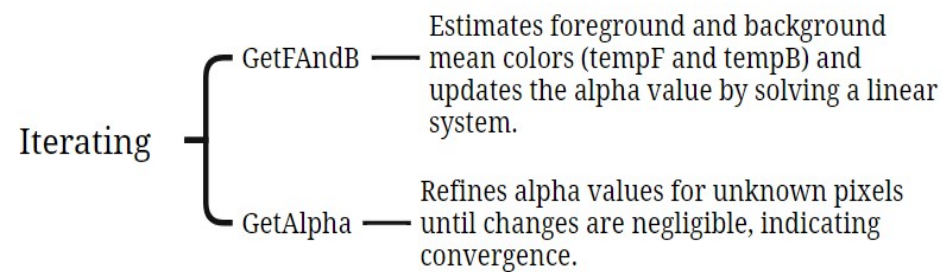 Iterating
GetFAndB
Estimates foreground and background
mean colors (tempF and tempB) and
updates the alpha value by solving a linear
system.
GetAlpha
Refines alpha values for unknown pixels
until changes are negligible, indicating
convergence.